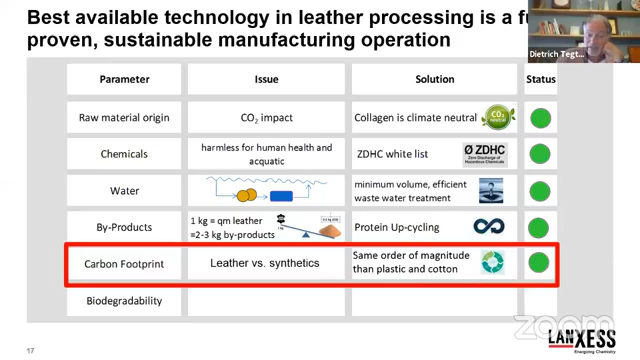 Best available technology in leather processing is a fu
proven, sustainable manufacturing operation
Dietrich Tegt...
Parameter Issue Solution Status
Raw material origin CO2 impact Collagen is climate neutral CO2 neutral
Chemicals harmless for human health and acquatic ZDHC white list Ø ZDHC
Zero Discharge of Hazardous Chemicals
Water minimum volume, efficient waste water treatment
By-Products 1 kg = qm leather
=2-3 kg by-products Protein Up-cycling
Carbon Footprint Leather vs. synthetics Same order of magnitude than plastic and cotton
Biodegradability
zoom
17
LANXESS
Energizing Chemistry